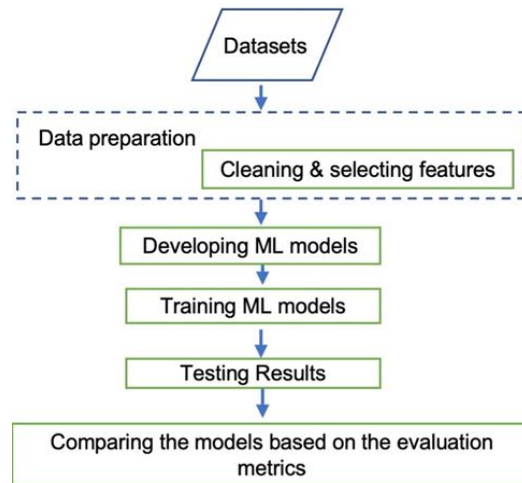 Datasets
Data preparation
Cleaning & selecting features
Developing ML models
Training ML models
Testing Results
Comparing the models based on the evaluation
metrics